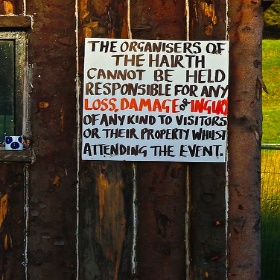 THE ORGANISERS OF
THE HAIRTH
CANNOT BE HELD
RESPONSIBLE FOR ANY
LOSS, DAMAGE &
OF ANY KIND TO VISITORS
OR THEIR PROPERTY WHILST
ATTENDING THE EVENT.